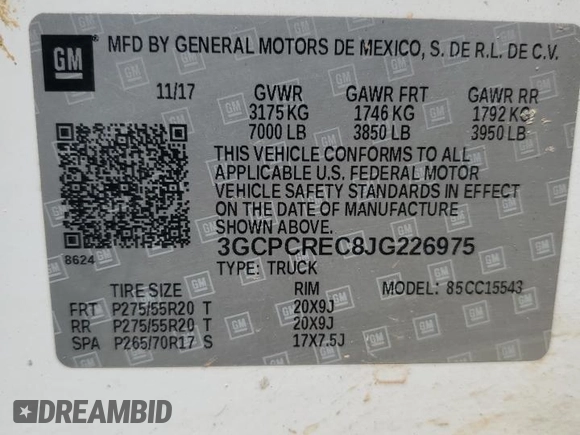 GM MFD BY GENERAL MOTORS DE MEXICO, S. DE R.L. DE C.V.
11/17 GVWR GAWR FRT GAWR RR
3175 KG 1746 KG 1792 KG
7000 LB 3850 LB 3950 LB
THIS VEHICLE CONFORMS TO ALL
APPLICABLE U.S. FEDERAL MOTOR
VEHICLE SAFETY STANDARDS IN EFFECT
ON THE DATE OF MANUFACTURE
SHOWN ABOVE.
8624 3GCPCREC8JG226975
TYPE: TRUCK
TIRE SIZE RIM MODEL: 85CC15543
FRT P275/55R20 T 20X9J
RR P275/55R20 T 20X9J
SPA P265/70R17 S 17X7.5J
DREAMBID